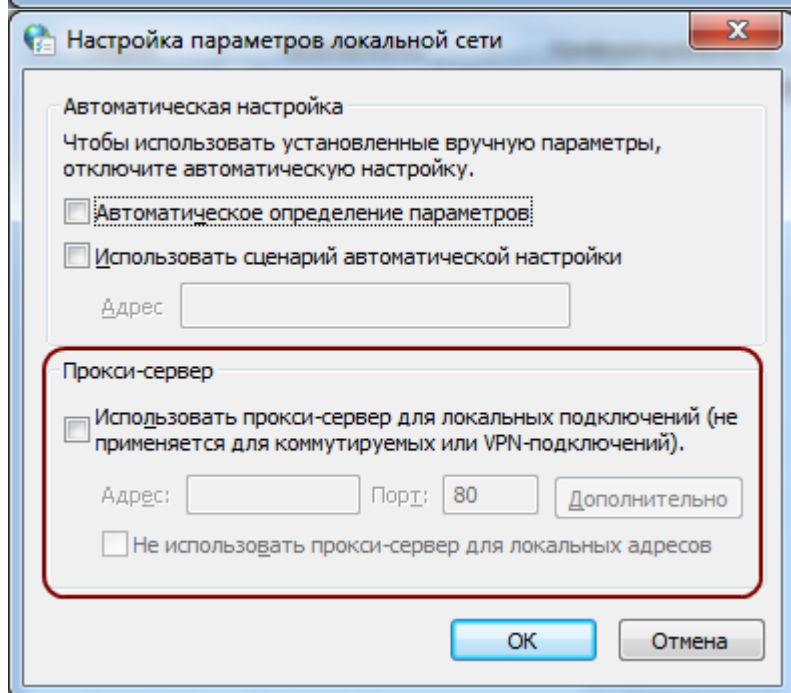 Настройка параметров локальной сети
Автоматическая настройка
Чтобы использовать установленные вручную параметры,
отключите автоматическую настройку.
Автоматическое определение параметров
Использовать сценарий автоматической настройки
Адрес
Прокси-сервер
Использовать прокси-сервер для локальных подключений (не
применяется для коммутируемых или VPN-подключений).
Адрес: Порт: 80 Дополнительно
Не использовать прокси-сервер для локальных адресов
ОК Отмена